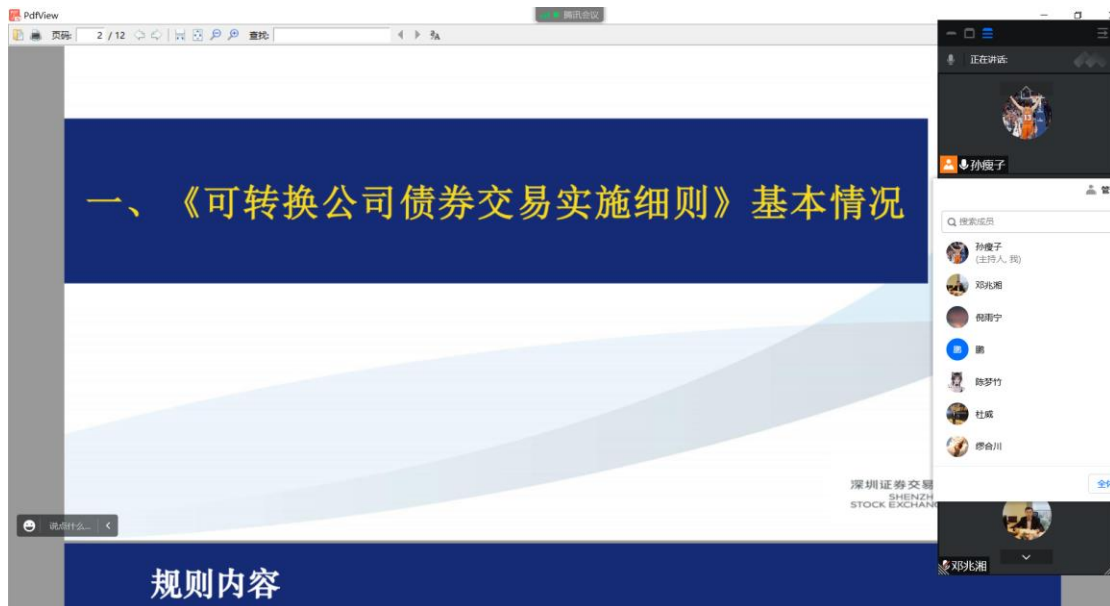 PdfView
腾讯会议
页码: 2 / 12 查找:
正在讲话:
孙瘦子
一、《可转换公司债券交易实施细则》基本情况
管
搜索成员
孙瘦子
(主持人, 我)
邓兆湘
倪雨宁
鹏
鹏
陈梦竹
杜威
缪合川
深圳证券交易
SHENZH
STOCK EXCHAN
说点什么...
邓兆湘
规则内容